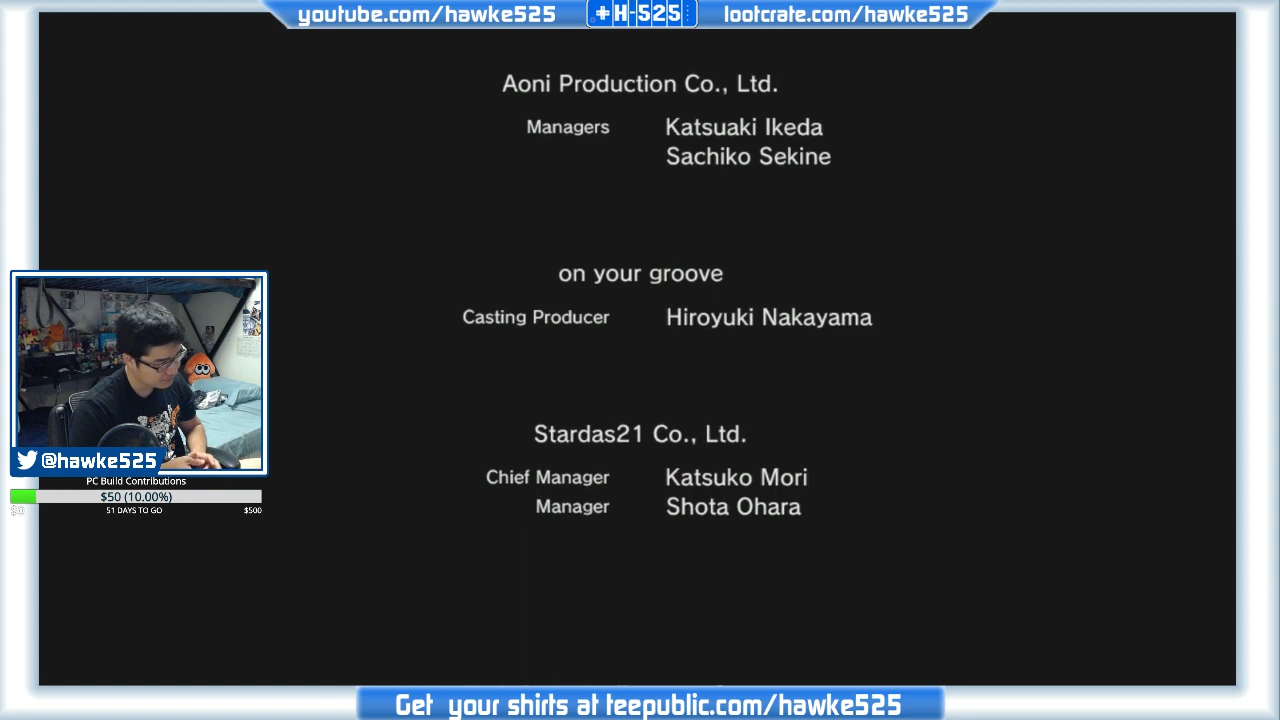 youtube.com/hawke525
H-525
lootcrate.com/hawke525
Aoni Production Co., Ltd.
Managers Katsuaki Ikeda
Sachiko Sekine
on your groove
Casting Producer Hiroyuki Nakayama
Stardas21 Co., Ltd.
Chief Manager Katsuko Mori
Manager Shota Ohara
@hawke525
PC Build Contributions
$50 (10.00%)
$0 51 DAYS TO GO $500
Get your shirts at teepublic.com/hawke525